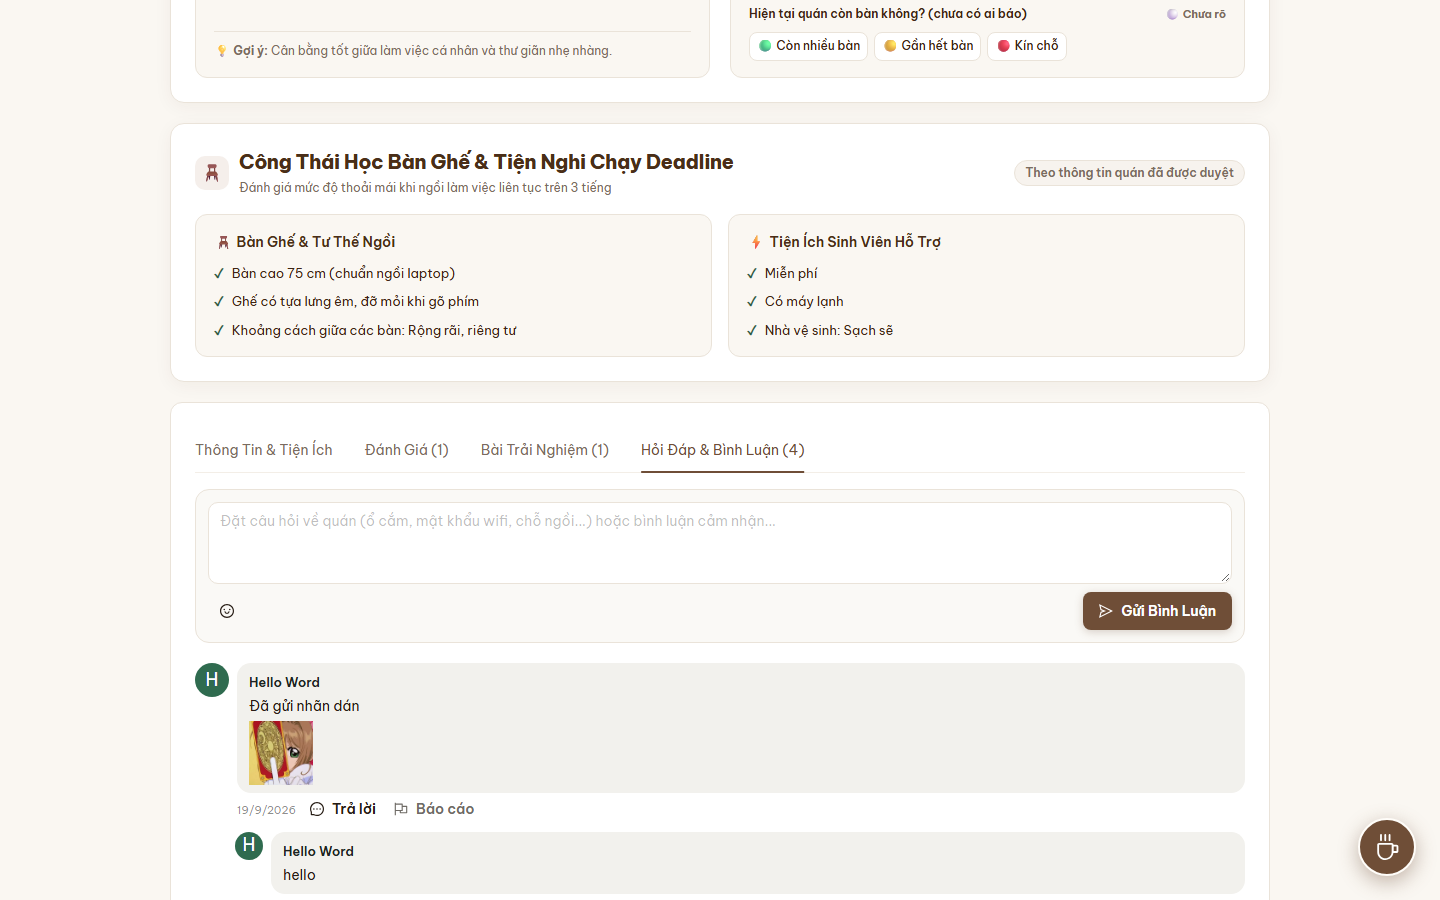 Gợi ý: Cân bằng tốt giữa làm việc cá nhân và thư giãn nhẹ nhàng.
Hiện tại quán còn bàn không? (chưa có ai báo)
Chưa rõ
Còn nhiều bàn
Gần hết bàn
Kín chỗ
Công Thái Học Bàn Ghế & Tiện Nghi Chạy Deadline
Đánh giá mức độ thoải mái khi ngồi làm việc liên tục trên 3 tiếng
Theo thông tin quán đã được duyệt
Bàn Ghế & Tư Thế Ngồi
✓ Bàn cao 75 cm (chuẩn ngồi laptop)
✓ Ghế có tựa lưng êm, đỡ mỏi khi gõ phím
✓ Khoảng cách giữa các bàn: Rộng rãi, riêng tư
Tiện Ích Sinh Viên Hỗ Trợ
✓ Miễn phí
✓ Có máy lạnh
✓ Nhà vệ sinh: Sạch sẽ
Thông Tin & Tiện Ích
Đánh Giá (1)
Bài Trải Nghiệm (1)
Hỏi Đáp & Bình Luận (4)
Đặt câu hỏi về quán (ổ cắm, mật khẩu wifi, chỗ ngồi...) hoặc bình luận cảm nhận...
Gửi Bình Luận
H
Hello Word
Đã gửi nhãn dán
19/9/2026
Trả lời
Báo cáo
H
Hello Word
hello